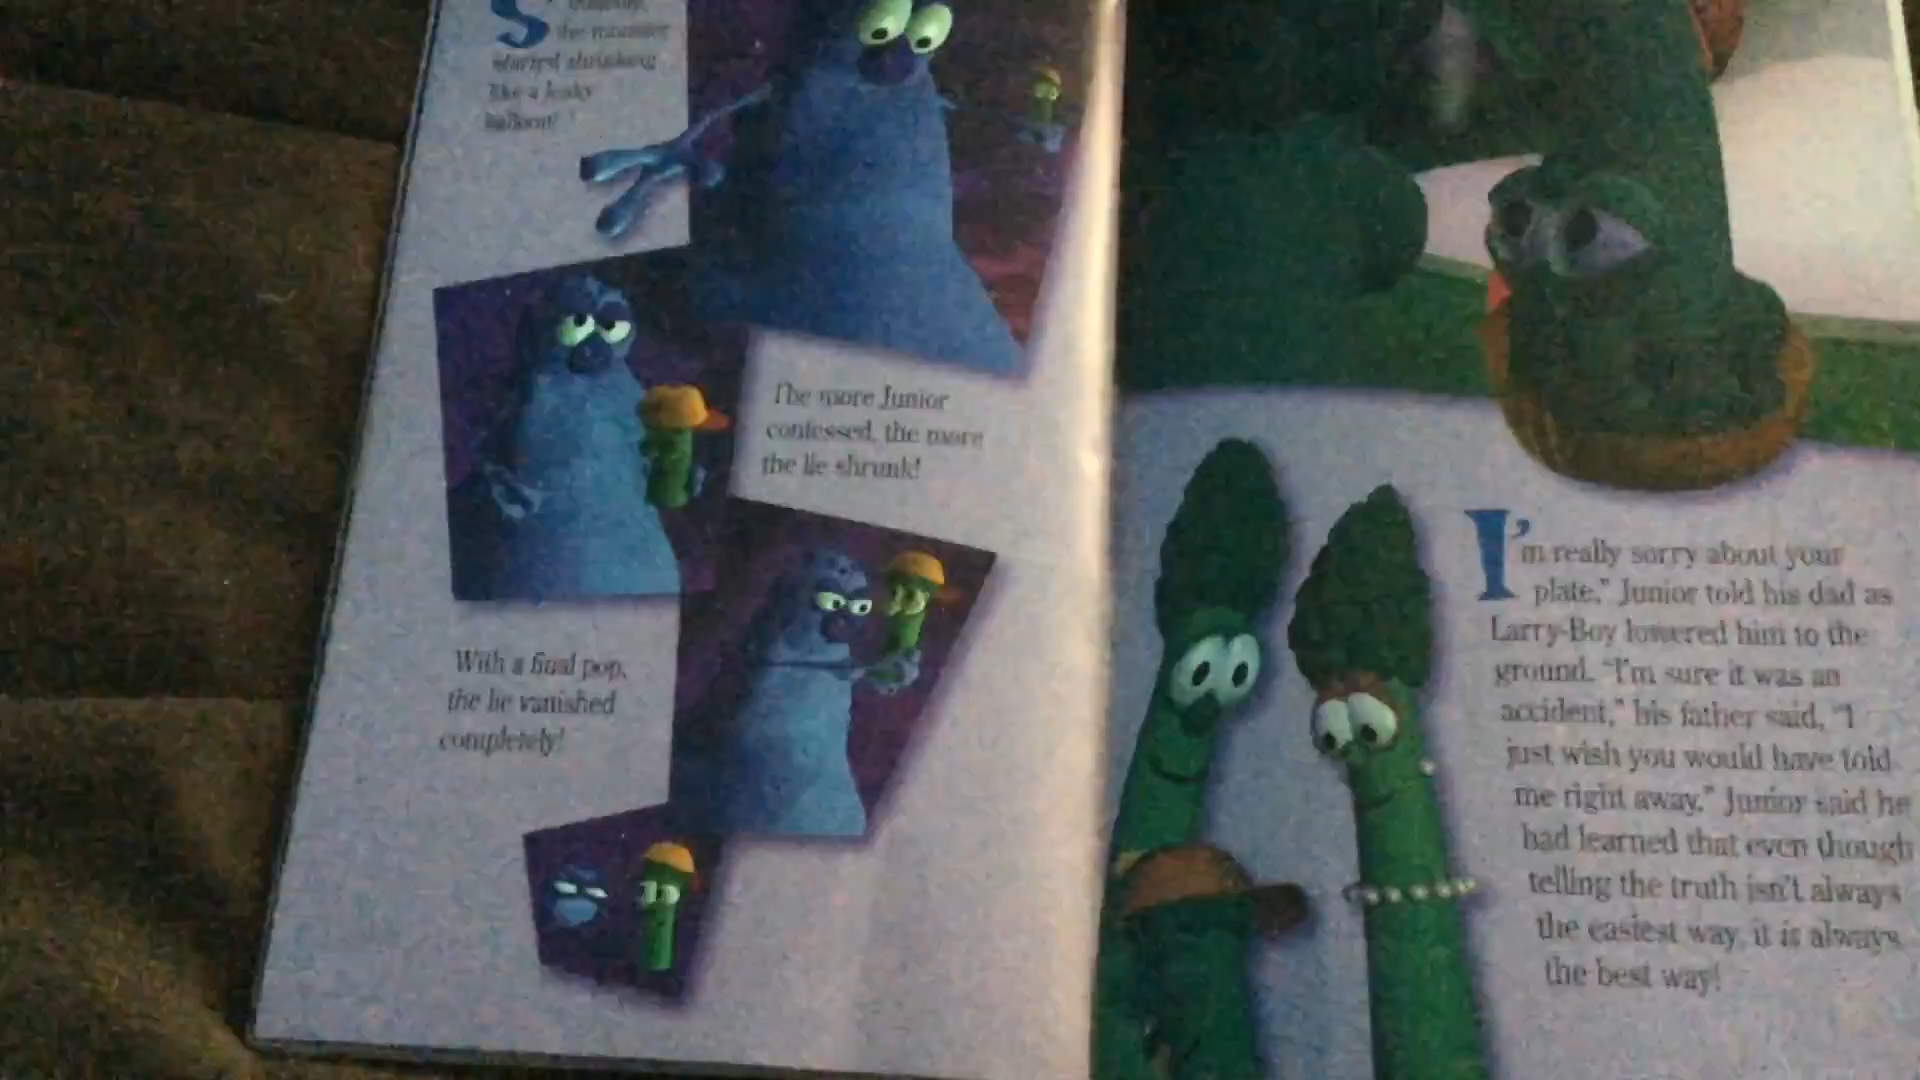 Suddenly,
the monster
started shrinking
like a leaky
balloon!
The more Junior
confessed, the more
the lie shrunk!
With a final pop,
the lie vanished
completely!
I'm really sorry about your
plate," Junior told his dad as
Larry-Boy lowered him to the
ground. "I'm sure it was an
accident," his father said, "I
just wish you would have told
me right away." Junior said he
had learned that even though
telling the truth isn't always
the easiest way, it is always
the best way!